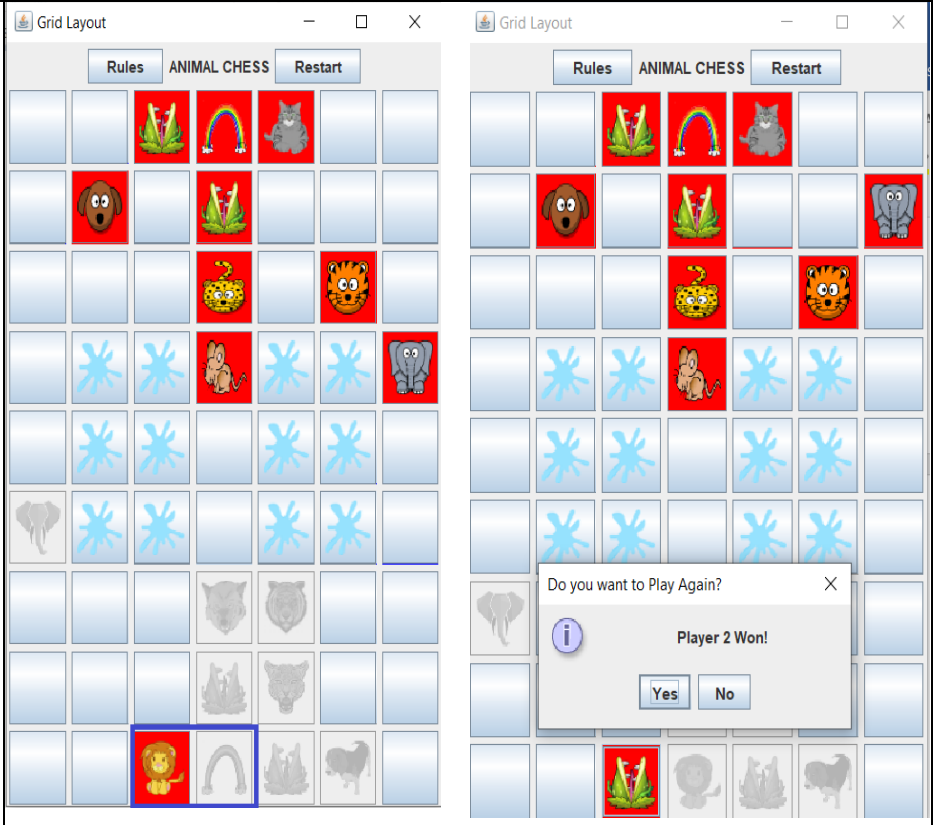 Grid Layout
Rules ANIMAL CHESS Restart
Grid Layout
Rules ANIMAL CHESS Restart
Do you want to Play Again?
Player 2 Won!
Yes No